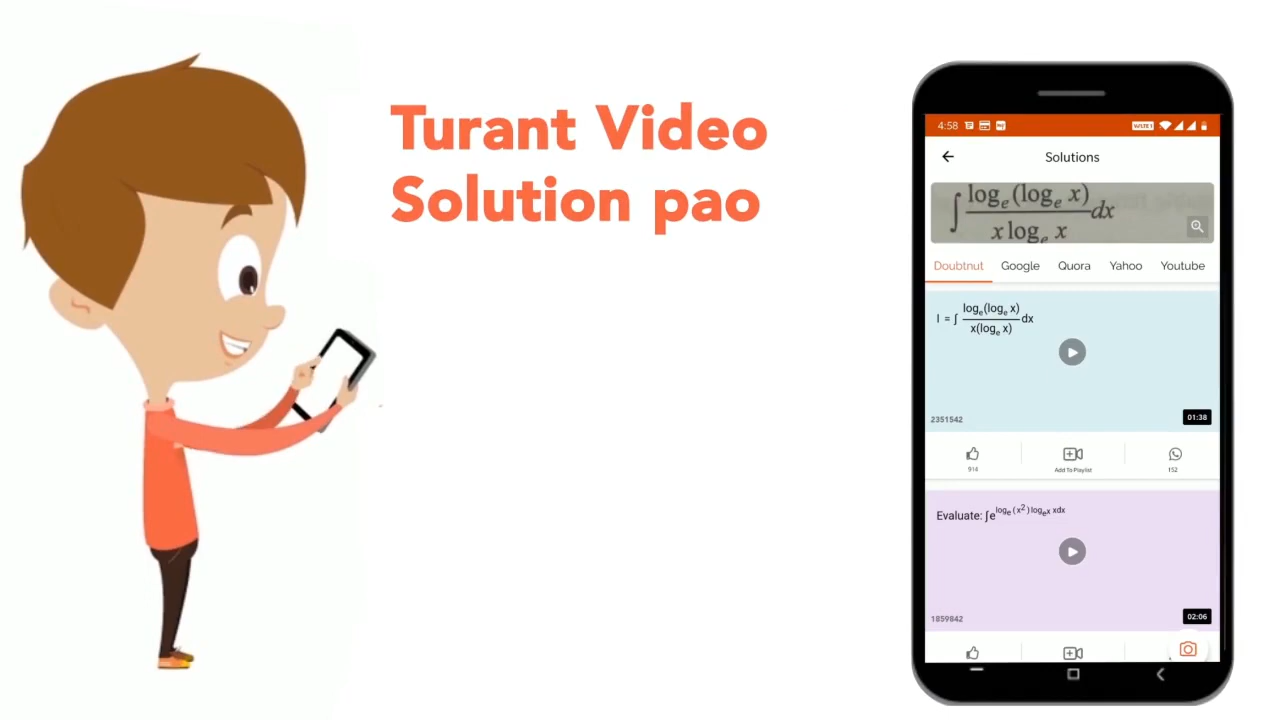 Turant Video
Solution pao
4:58
VoLTE1
Solutions
∫ logₑ(logₑ x) / x logₑ x dx
Doubtnut Google Quora Yahoo Youtube
I = ∫ logₑ(logₑ x) / x(logₑ x) dx
2351542 01:38
914 Add To Playlist 152
Evaluate: ∫e^logₑ(x²)logₑx xdx
1859842 02:06